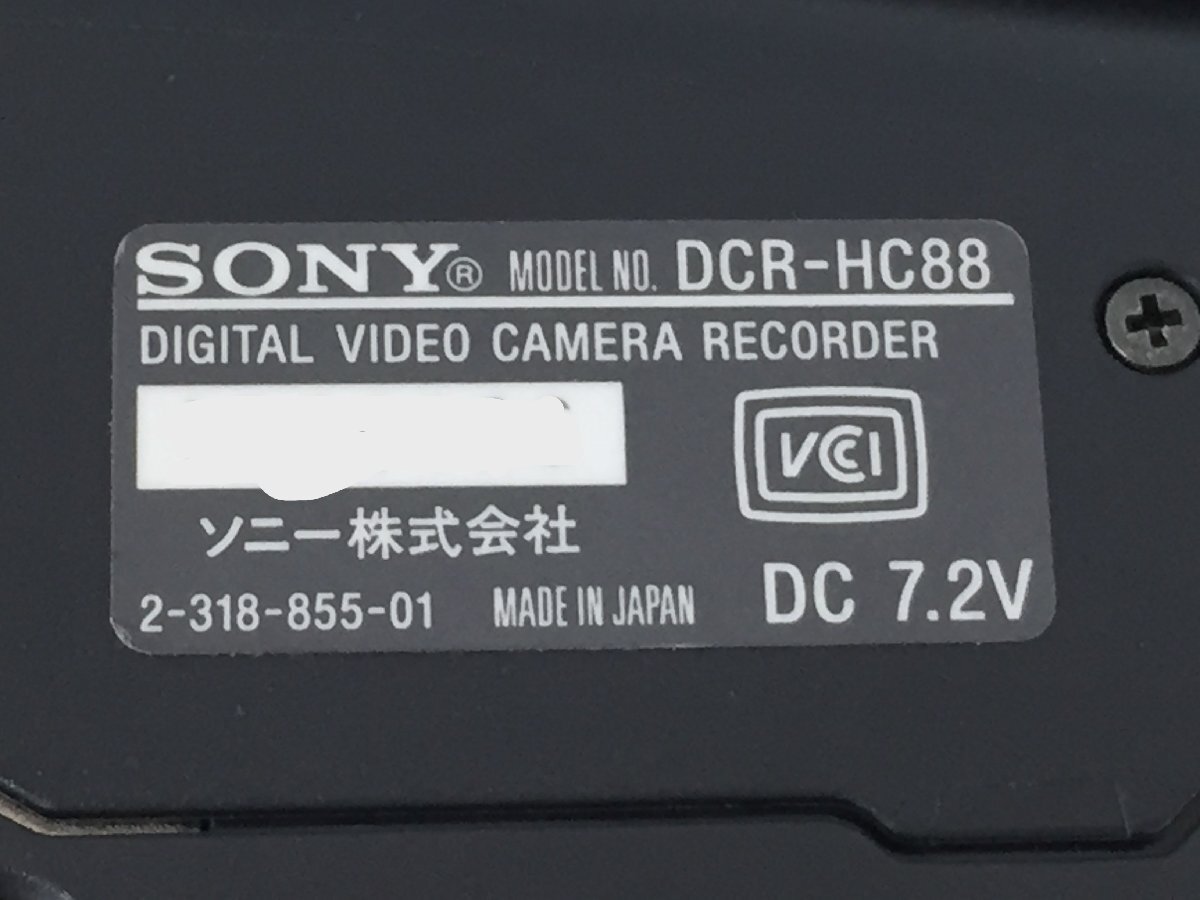 SONY® MODEL NO. DCR-HC88
DIGITAL VIDEO CAMERA RECORDER
VCCI
ソニー株式会社
2-318-855-01 MADE IN JAPAN DC 7.2V